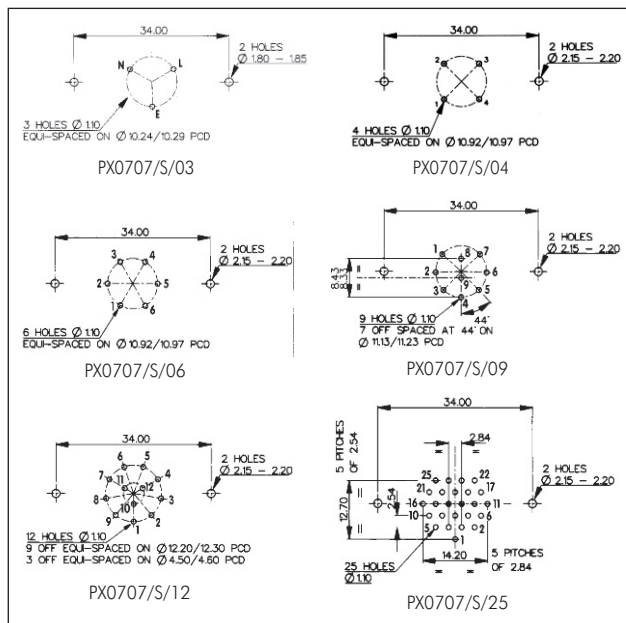 34.00
2 HOLES
Ø 1.80 – 1.85
N
L
E
3 HOLES Ø 1.10
EQUI-SPACED ON Ø 10.24/10.29 PCD
PX0707/S/03
34.00
2 HOLES
Ø 2.15 – 2.20
2
3
1
4
4 HOLES Ø 1.10
EQUI-SPACED ON Ø 10.92/10.97 PCD
PX0707/S/04
34.00
2 HOLES
Ø 2.15 – 2.20
3
4
2
5
1
6
6 HOLES Ø 1.10
EQUI-SPACED ON Ø 10.92/10.97 PCD
PX0707/S/06
34.00
2 HOLES
Ø 2.15 – 2.20
8.43
8.33
=
=
1
8
7
2
6
9
3
5
4
44°
9 HOLES Ø 1.10
7 OFF SPACED AT 44° ON
Ø 11.13/11.23 PCD
PX0707/S/09
34.00
2 HOLES
Ø 2.15 – 2.20
6
5
7
4
11
12
8
3
10
9
2
1
12 HOLES Ø 1.10
9 OFF EQUI-SPACED ON Ø 12.20/12.30 PCD
3 OFF EQUI-SPACED ON Ø 4.50/4.60 PCD
PX0707/S/12
34.00
5 PITCHES
OF 2.54
=
=
2.84
2 HOLES
Ø 2.15 – 2.20
12.70
=
=
2.54
25
22
21
17
16
11
10
6
5
2
1
14.20
=
=
5 PITCHES
OF 2.84
25 HOLES
Ø 1.10
PX0707/S/25